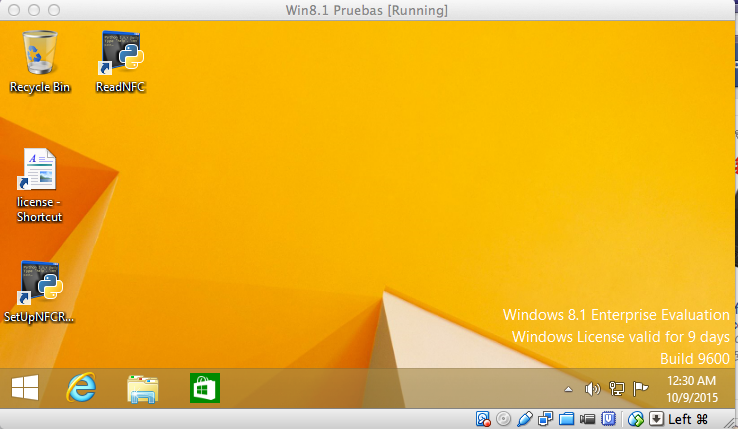 Win8.1 Pruebas [Running]
Recycle Bin
ReadNFC
license -
Shortcut
SetUpNFCR...
Windows 8.1 Enterprise Evaluation
Windows License valid for 9 days
Build 9600
12:30 AM
10/9/2015
Left ⌘